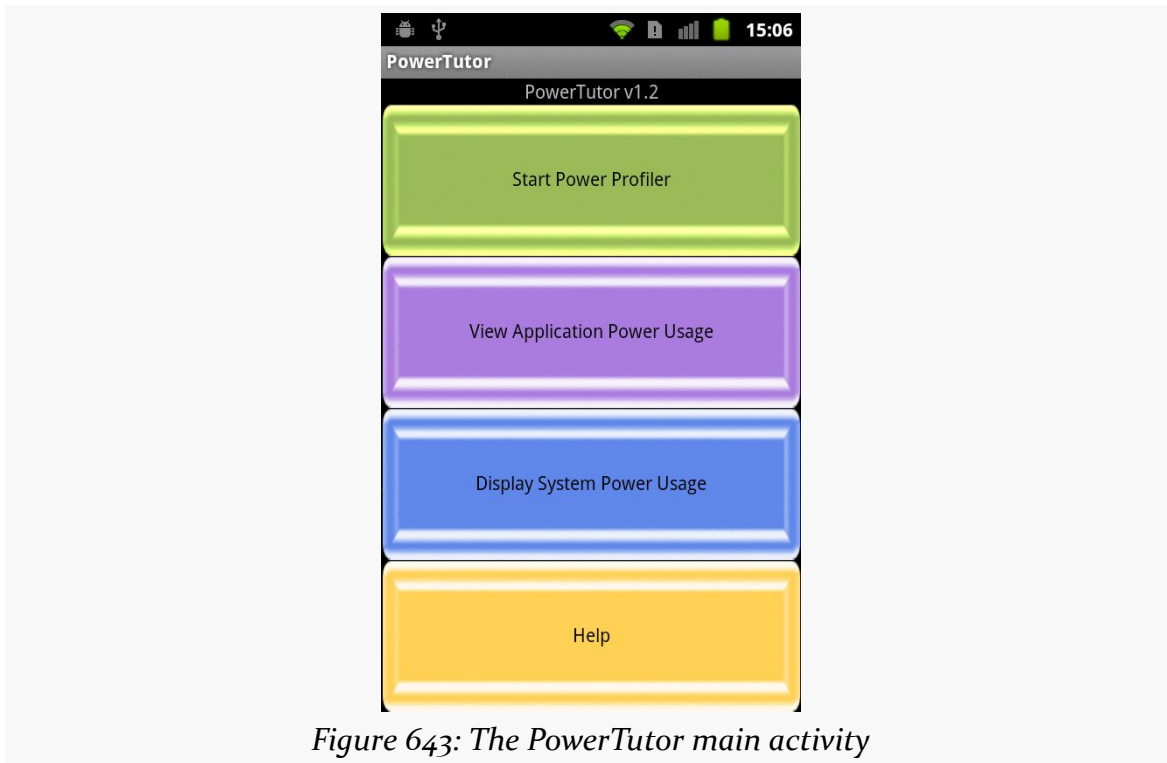 15:06
PowerTutor
PowerTutor v1.2
Start Power Profiler
View Application Power Usage
Display System Power Usage
Help
Figure 643: The PowerTutor main activity